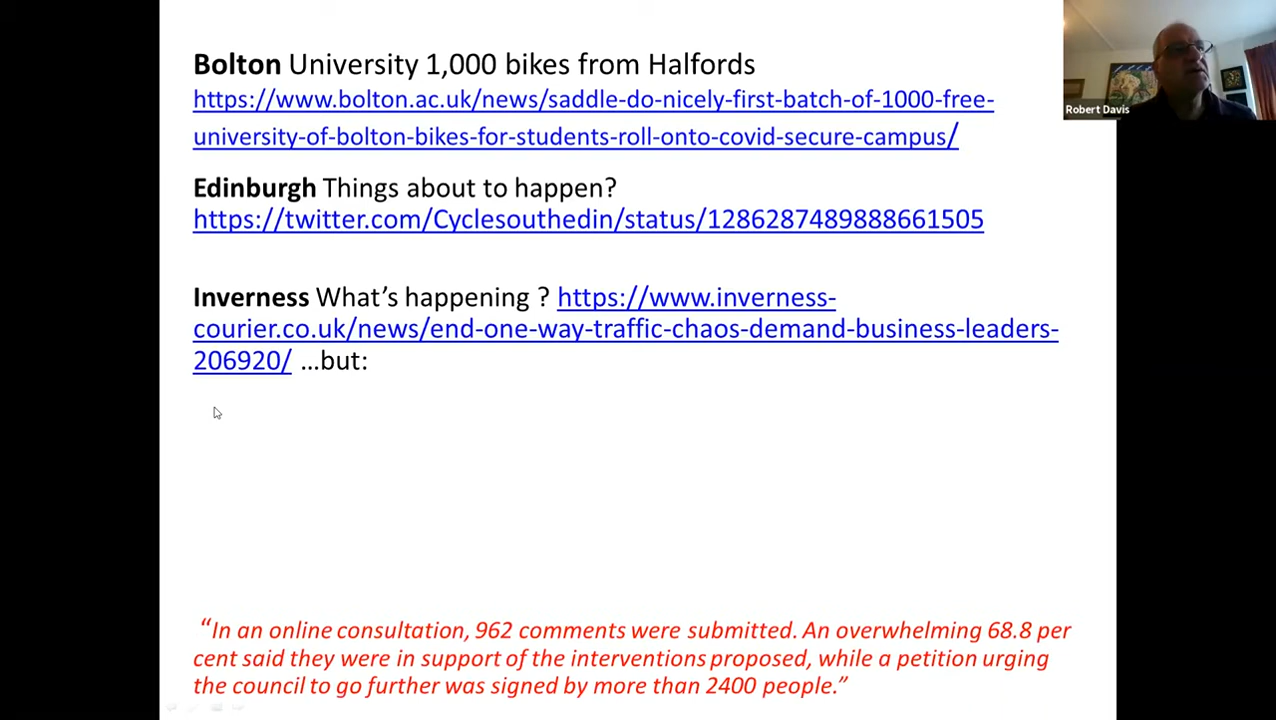 Bolton University 1,000 bikes from Halfords
https://www.bolton.ac.uk/news/saddle-do-nicely-first-batch-of-1000-free-
university-of-bolton-bikes-for-students-roll-onto-covid-secure-campus/
Robert Davis
Edinburgh Things about to happen?
https://twitter.com/Cyclesouthedin/status/1286287489888661505
Inverness What’s happening ? https://www.inverness-
courier.co.uk/news/end-one-way-traffic-chaos-demand-business-leaders-
206920/ …but:
“In an online consultation, 962 comments were submitted. An overwhelming 68.8 per
cent said they were in support of the interventions proposed, while a petition urging
the council to go further was signed by more than 2400 people.”